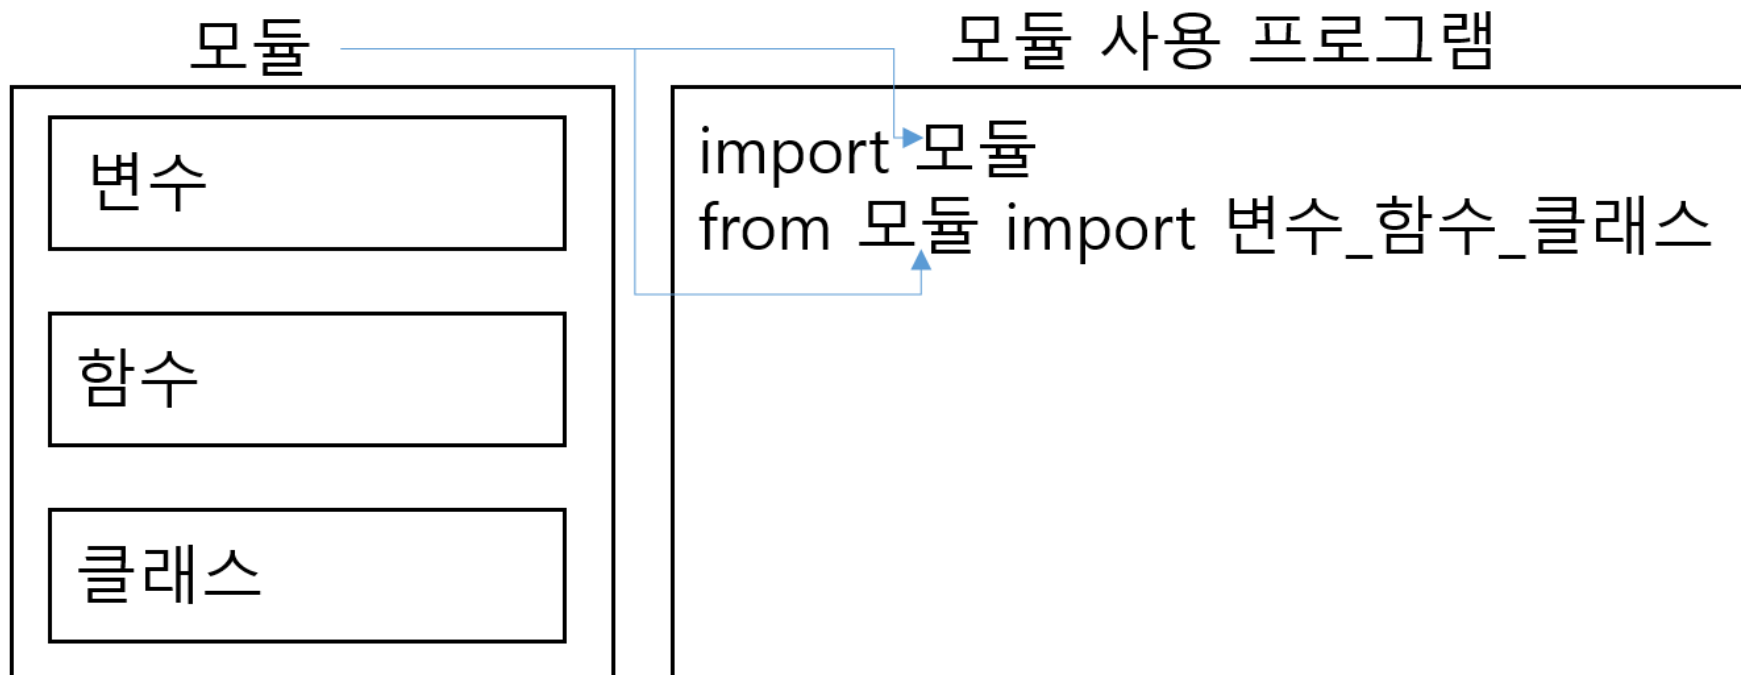 모듈
변수
함수
클래스
모듈 사용 프로그램
import 모듈
from 모듈 import 변수_함수_클래스